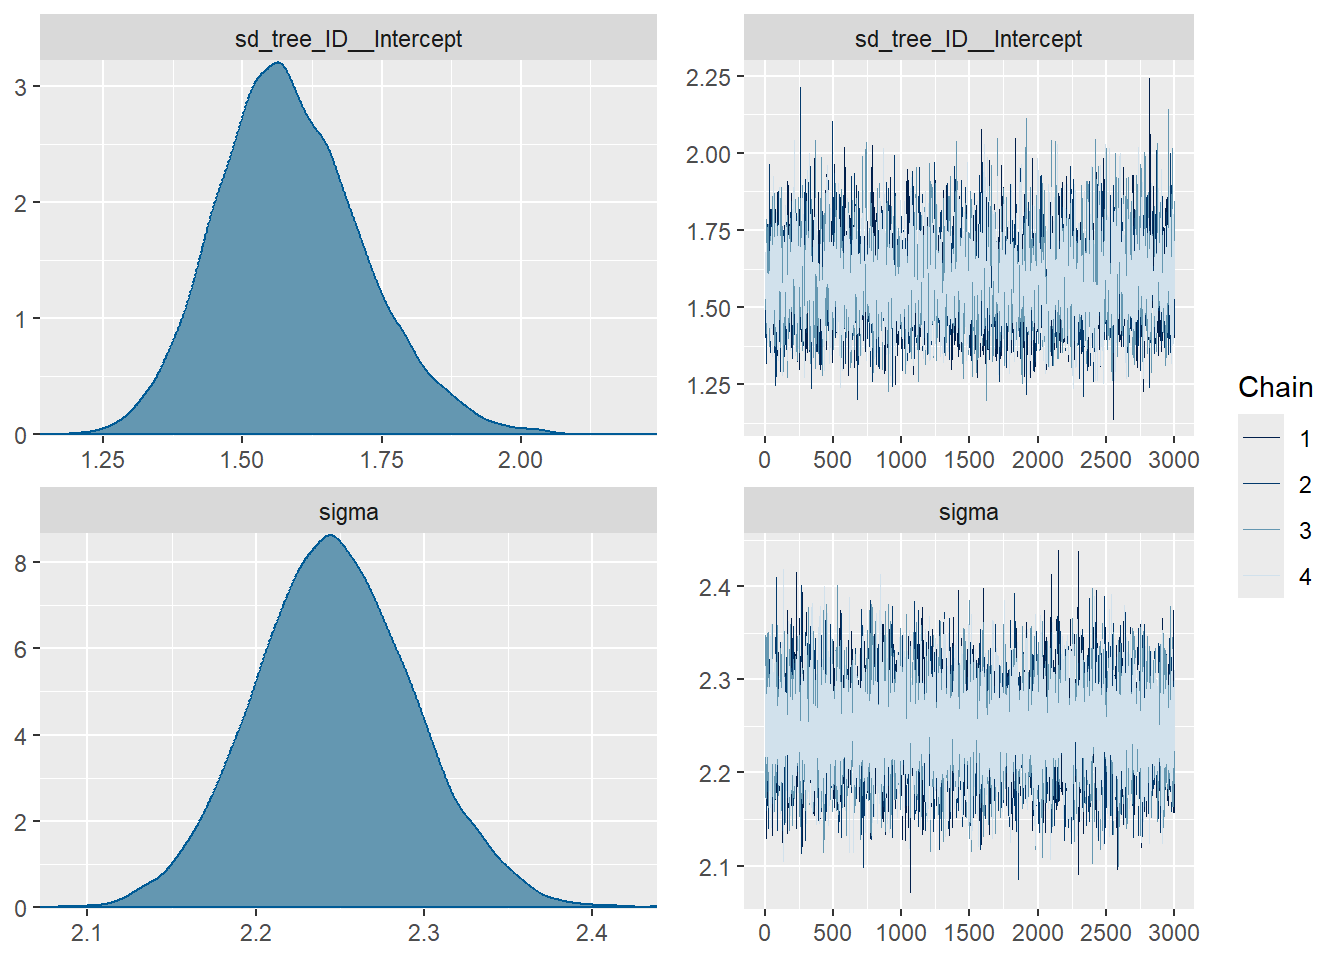 sd_tree_ID__Intercept
3
2
1
0
1.25 1.50 1.75 2.00
sd_tree_ID__Intercept
2.25
2.00
1.75
1.50
1.25
0 500 1000 1500 2000 2500 3000
sigma
8
6
4
2
0
2.1 2.2 2.3 2.4
sigma
2.4
2.3
2.2
2.1
0 500 1000 1500 2000 2500 3000
Chain
1
2
3
4